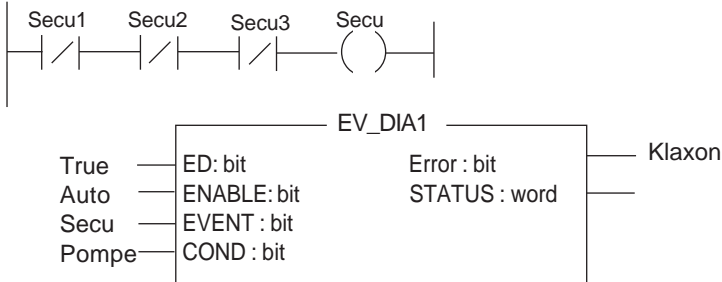 Secu1 Secu2 Secu3 Secu
EV_DIA1
True ED: bit Error : bit Klaxon
Auto ENABLE: bit STATUS : word
Secu EVENT : bit
Pompe COND : bit